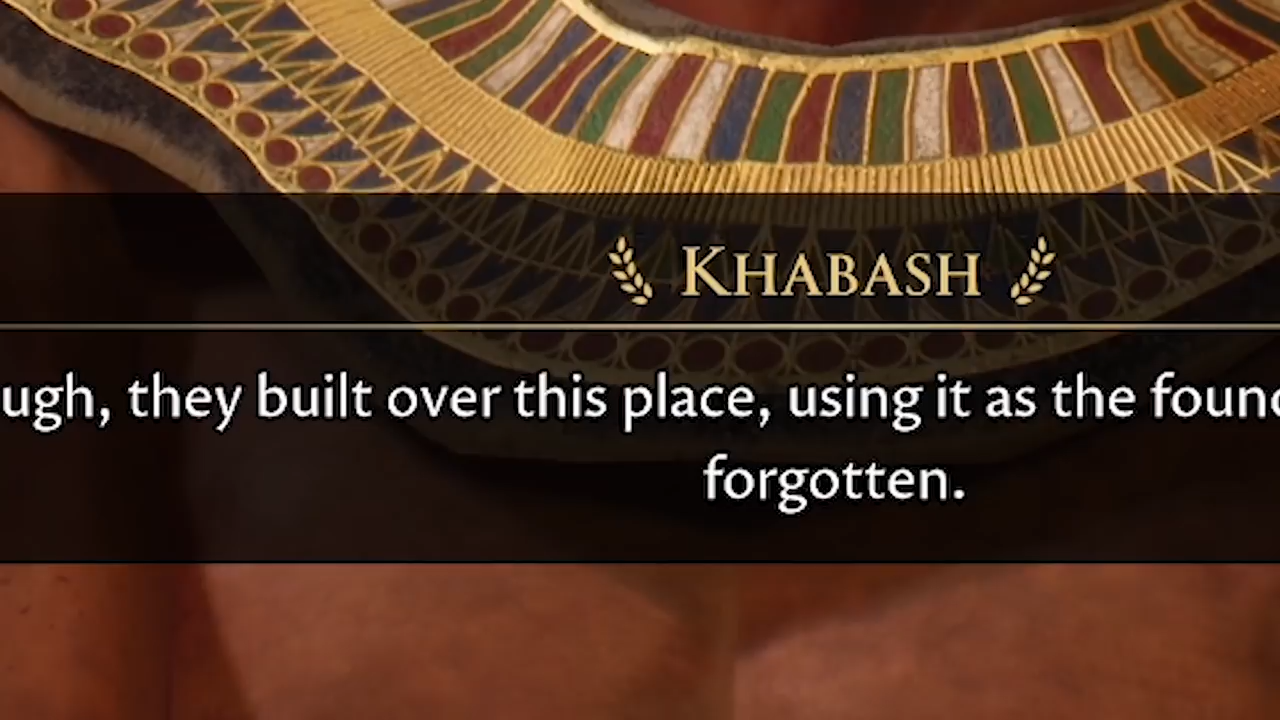 KHABASH
ugh, they built over this place, using it as the found
forgotten.